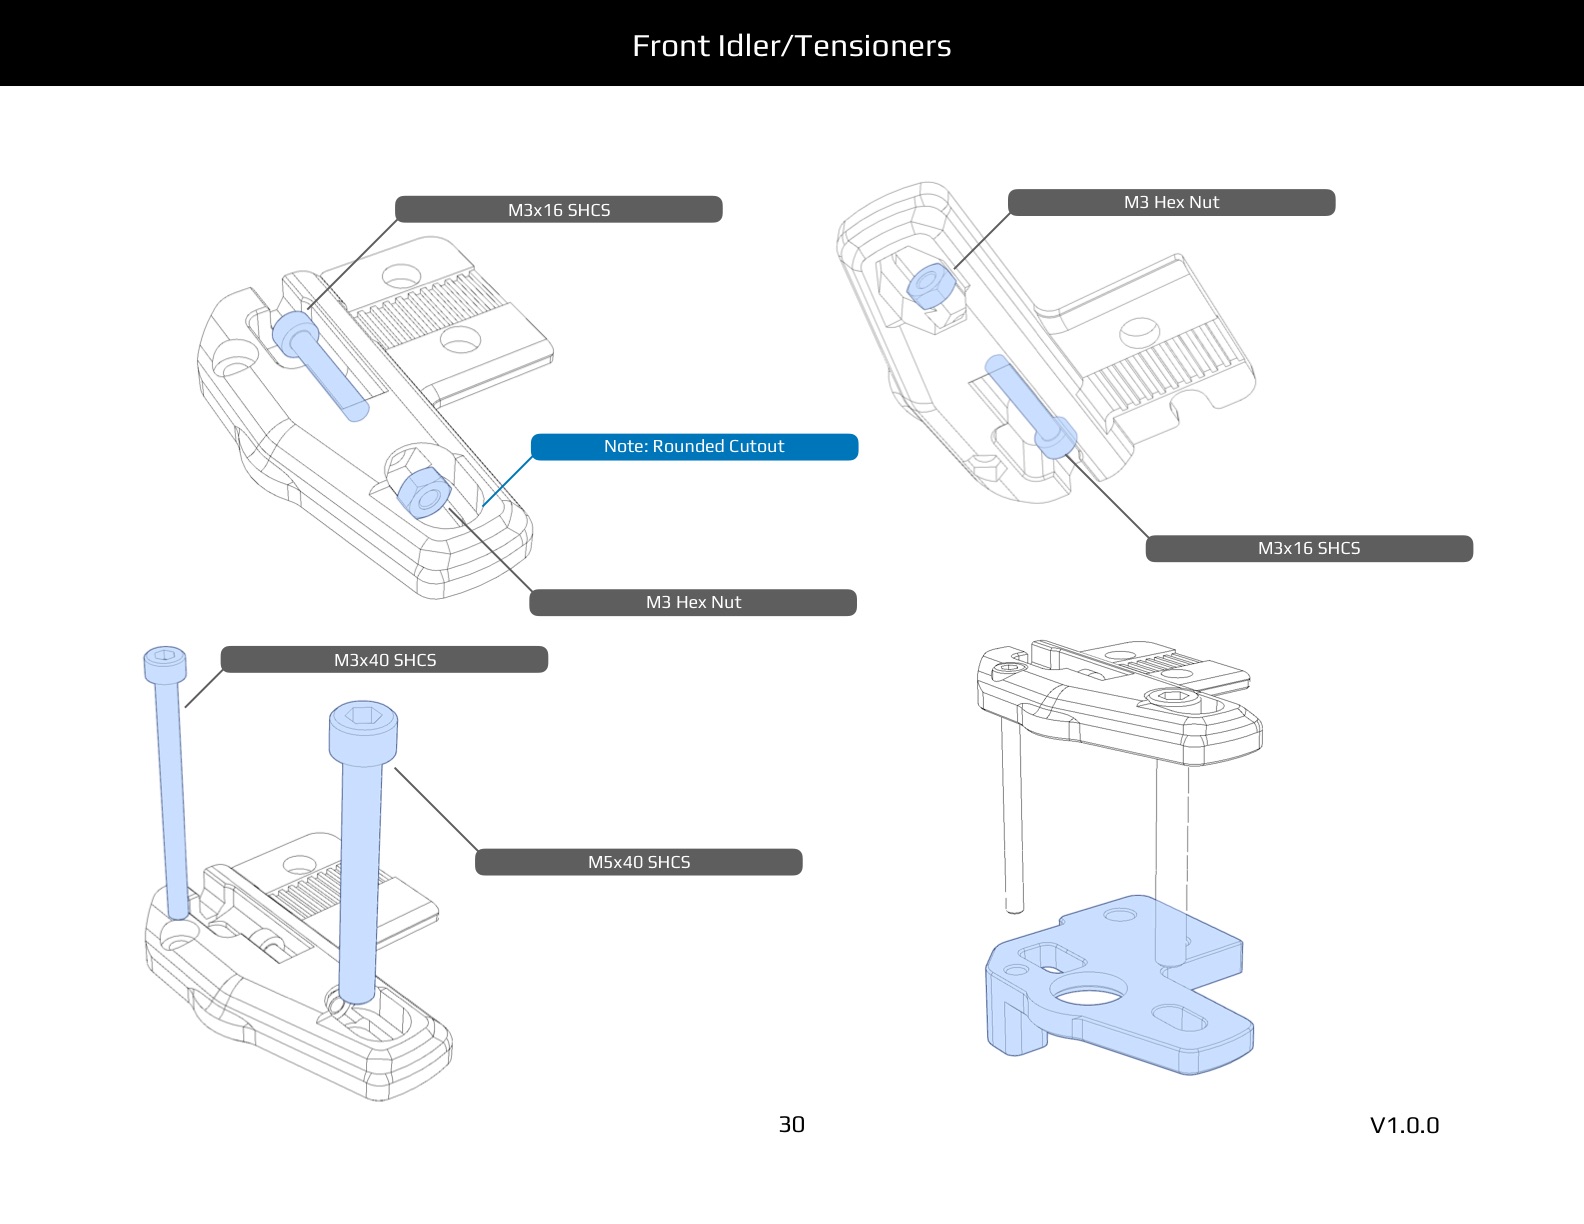 Front Idler/Tensioners
M3x16 SHCS
M3 Hex Nut
Note: Rounded Cutout
M3x16 SHCS
M3 Hex Nut
M3x40 SHCS
M5x40 SHCS
30
V1.0.0